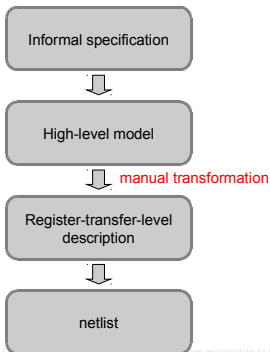 Informal specification
High-level model
manual transformation
Register-transfer-level
description
netlist